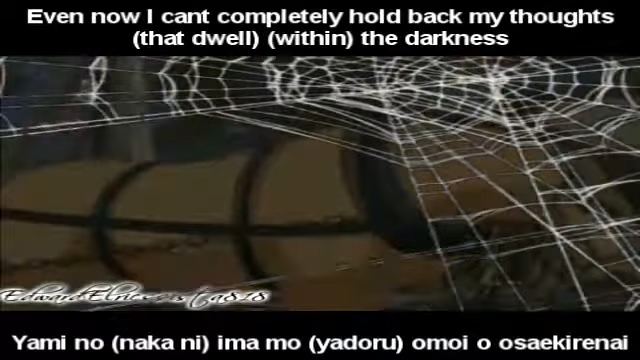 Even now I cant completely hold back my thoughts
(that dwell) (within) the darkness
Yami no (naka ni) ima mo (yadoru) omoi o osaekirenai